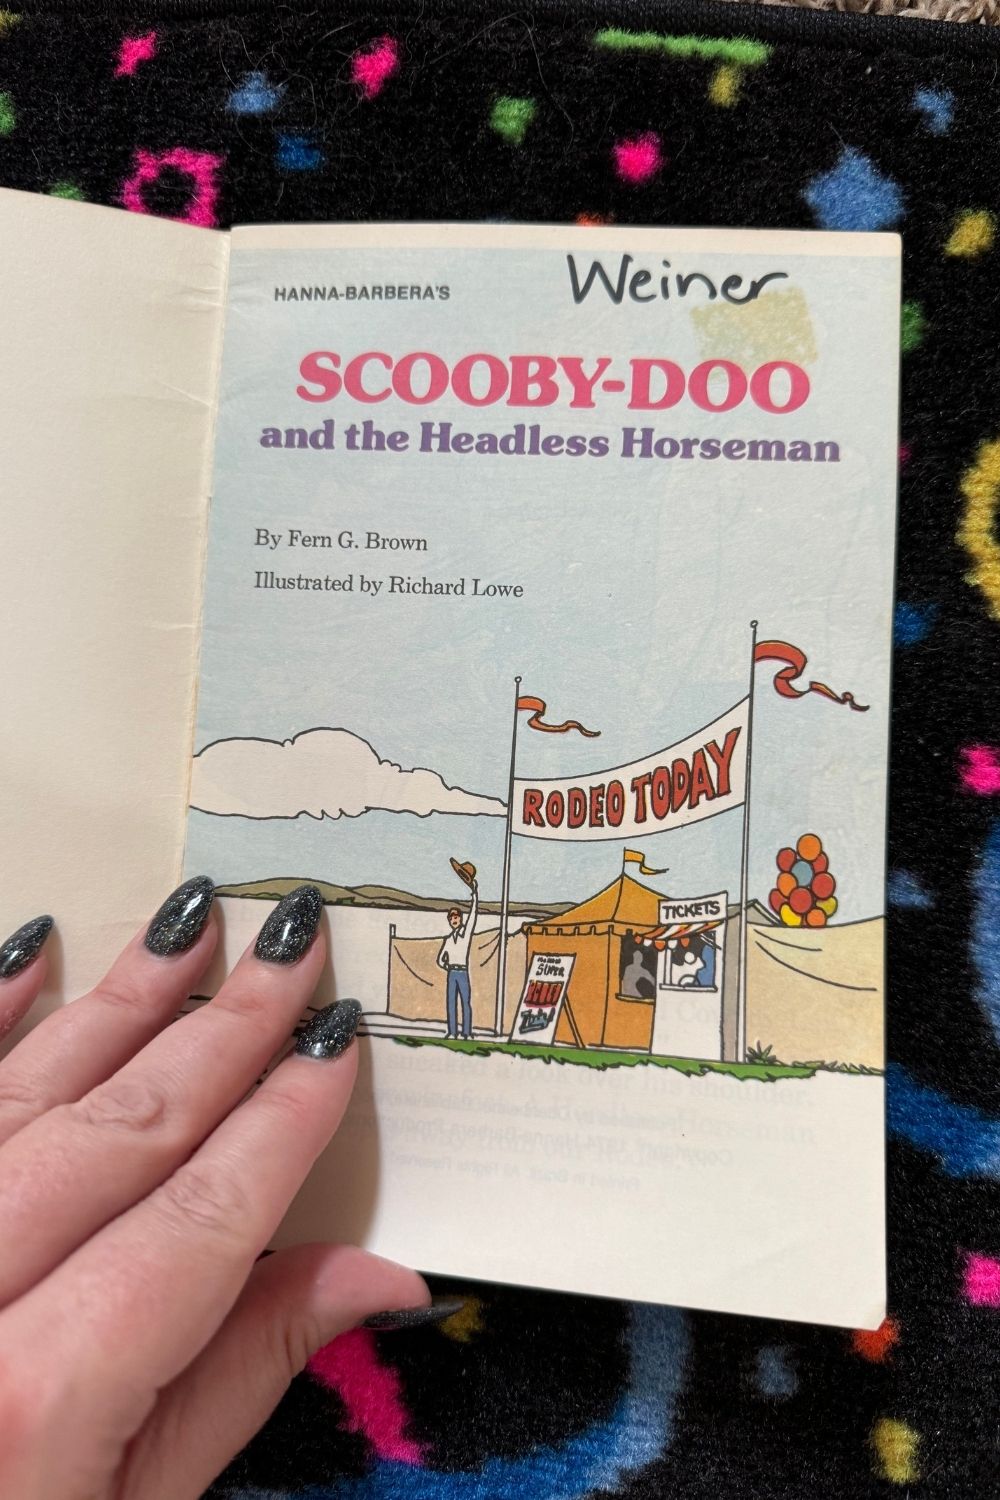 Weiner
HANNA-BARBERA'S
SCOOBY-DOO
and the Headless Horseman
By Fern G. Brown
Illustrated by Richard Lowe
RODEO TODAY
TICKETS
SUPER